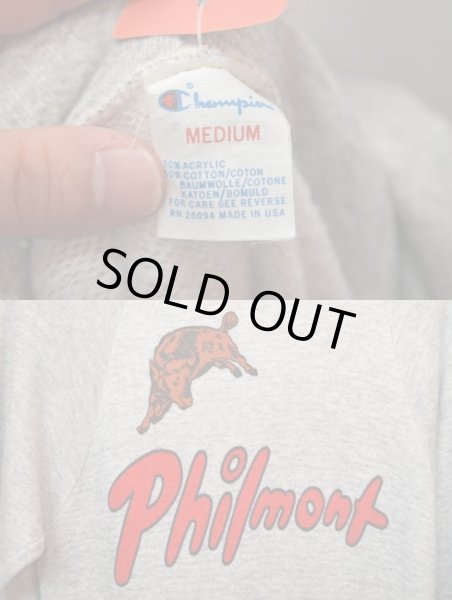 Champion
MEDIUM
50% ACRYLIC
50% COTTON/COTON
BAUMWOLLE/COTONE
KATOEN/BOMULD
FOR CARE SEE REVERSE
RN 26094 MADE IN USA
SOLD OUT
Philmont